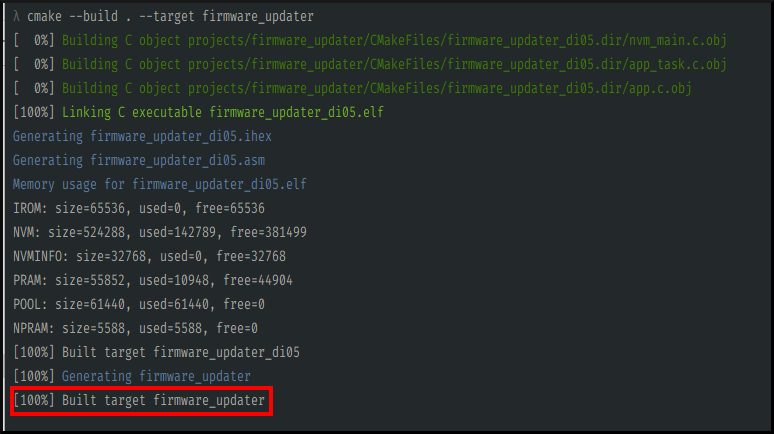 λ cmake --build . --target firmware_updater
[  0%] Building C object projects/firmware_updater/CMakeFiles/firmware_updater_di05.dir/nvm_main.c.obj
[  0%] Building C object projects/firmware_updater/CMakeFiles/firmware_updater_di05.dir/app_task.c.obj
[  0%] Building C object projects/firmware_updater/CMakeFiles/firmware_updater_di05.dir/app.c.obj
[100%] Linking C executable firmware_updater_di05.elf
Generating firmware_updater_di05.ihex
Generating firmware_updater_di05.asm
Memory usage for firmware_updater_di05.elf
IROM: size=65536, used=0, free=65536
NVM: size=524288, used=142789, free=381499
NVMINFO: size=32768, used=0, free=32768
PRAM: size=55852, used=10948, free=44904
POOL: size=61440, used=61440, free=0
NPRAM: size=5588, used=5588, free=0
[100%] Built target firmware_updater_di05
[100%] Generating firmware_updater
[100%] Built target firmware_updater